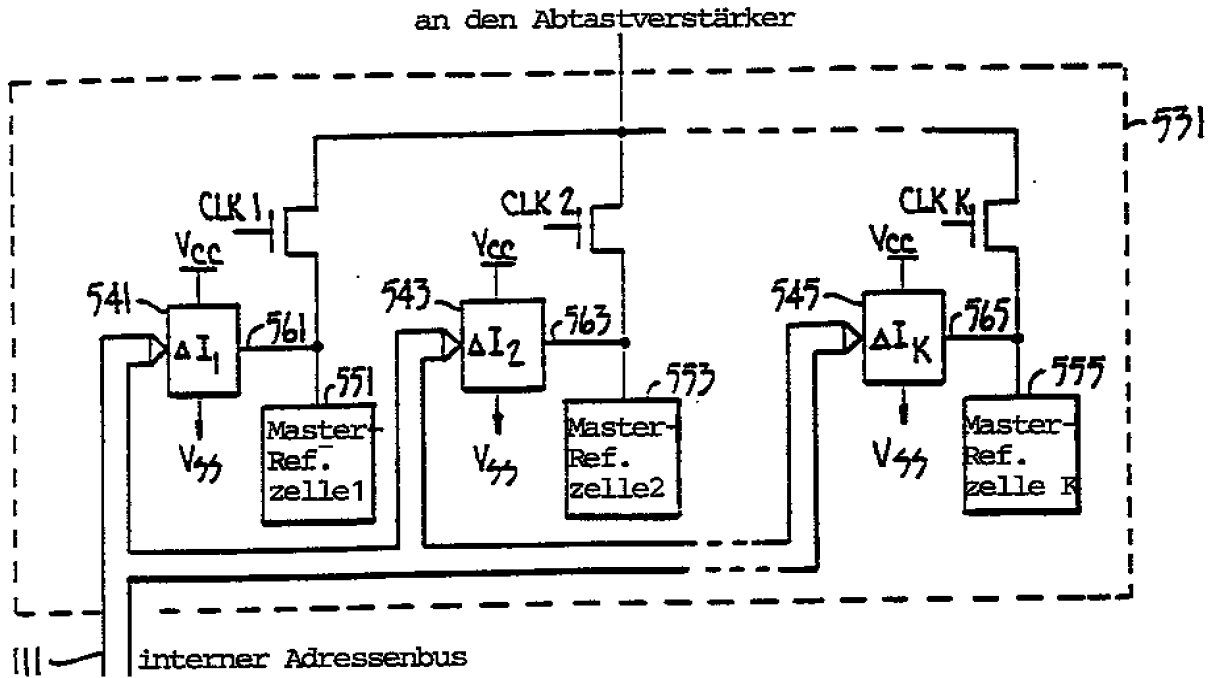 an den Abtastverstärker
531
CLK 1
CLK 2
CLK K
Vcc
Vcc
Vcc
541
543
545
ΔI₁
561
ΔI₂
563
ΔI_K
565
Vss
Vss
Vss
551
Master-
Ref.
zelle1
553
Master-
Ref.
zelle2
555
Master-
Ref.
zelle K
111
interner Adressenbus